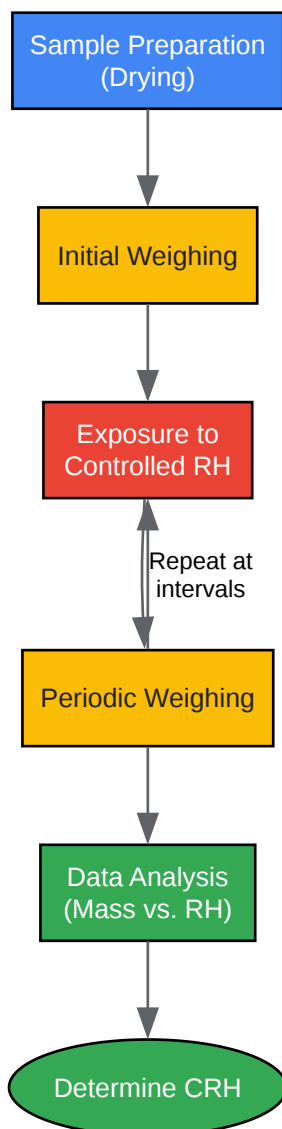 Sample Preparation
(Drying)
Initial Weighing
Exposure to
Controlled RH
Repeat at
intervals
Periodic Weighing
Data Analysis
(Mass vs. RH)
Determine CRH